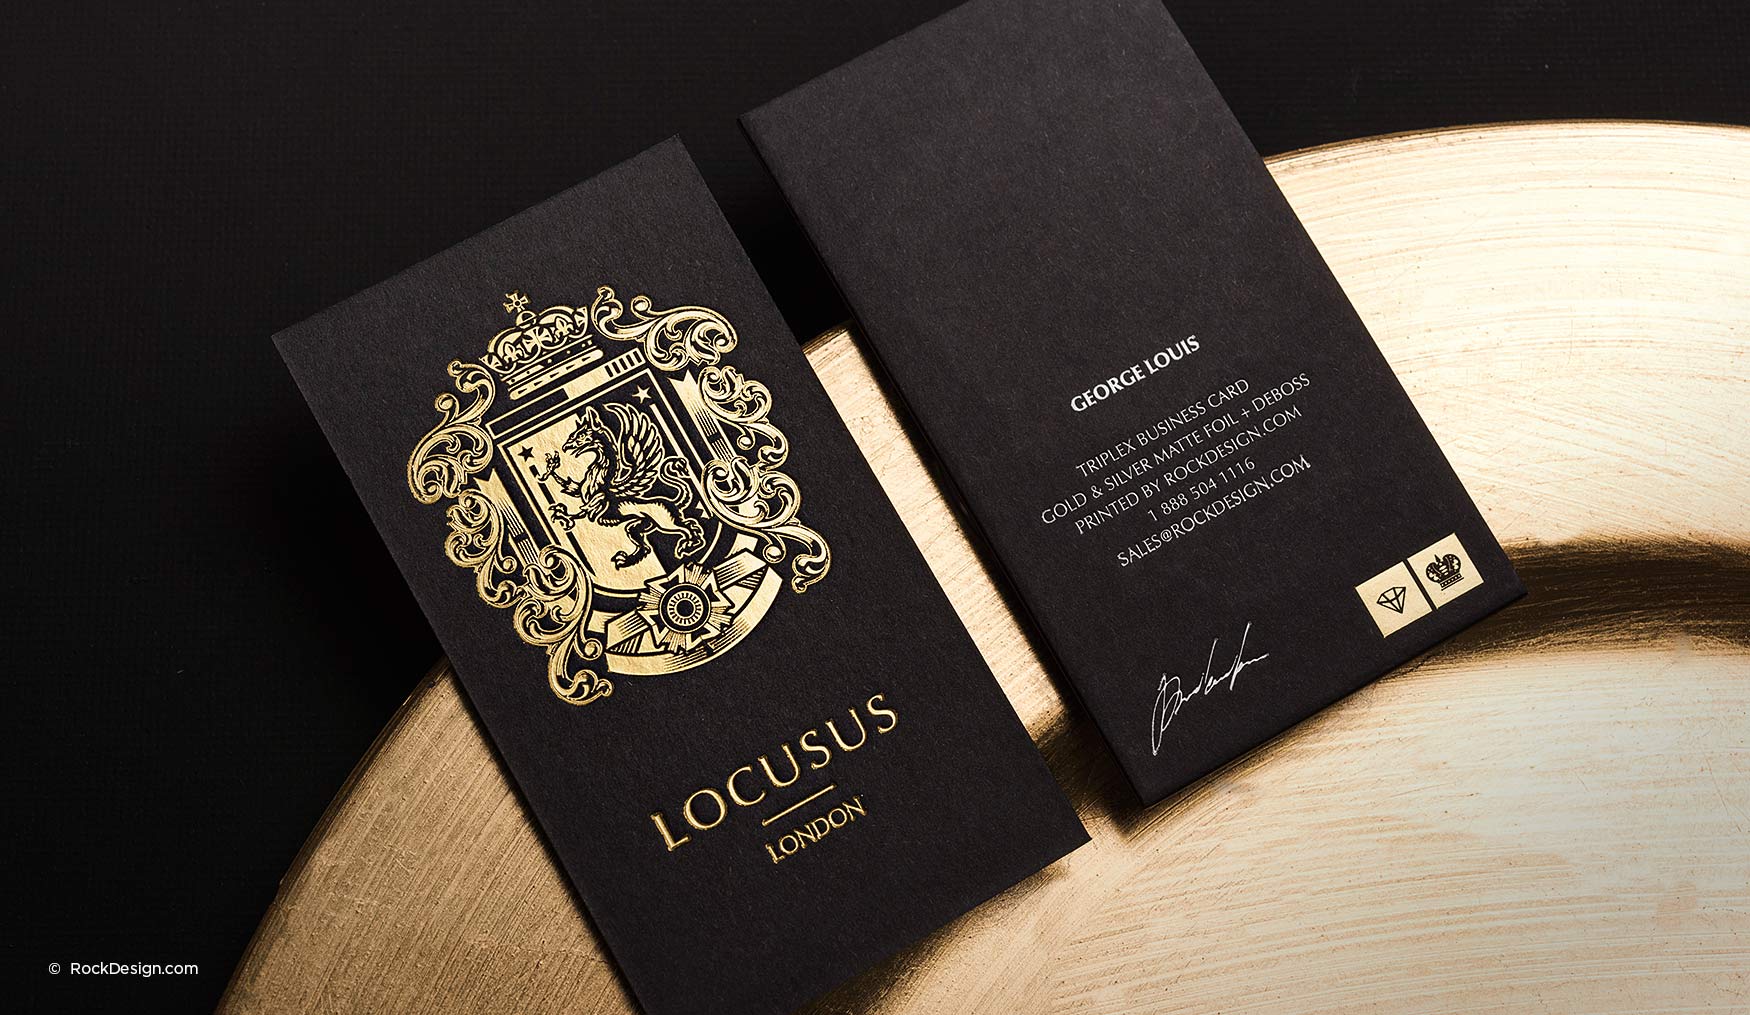 LOCUSUS
LONDON
GEORGE LOUIS
TRIPLEX BUSINESS CARD
GOLD & SILVER MATTE FOIL + DEBOSS
PRINTED BY ROCKDESIGN.COM
1 888 504 1116
SALES@ROCKDESIGN.COM
© RockDesign.com